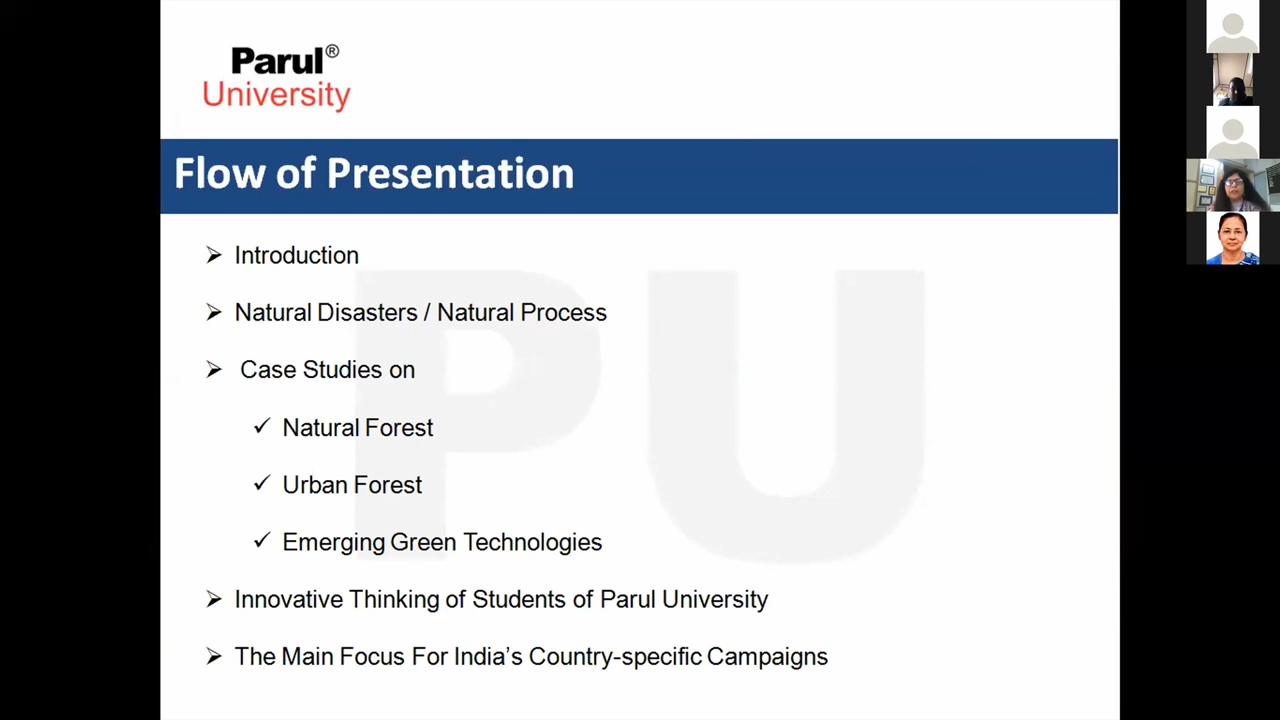 Parul®
University
Flow of Presentation
➢ Introduction
➢ Natural Disasters / Natural Process
➢ Case Studies on
✓ Natural Forest
✓ Urban Forest
✓ Emerging Green Technologies
➢ Innovative Thinking of Students of Parul University
➢ The Main Focus For India’s Country-specific Campaigns
PU